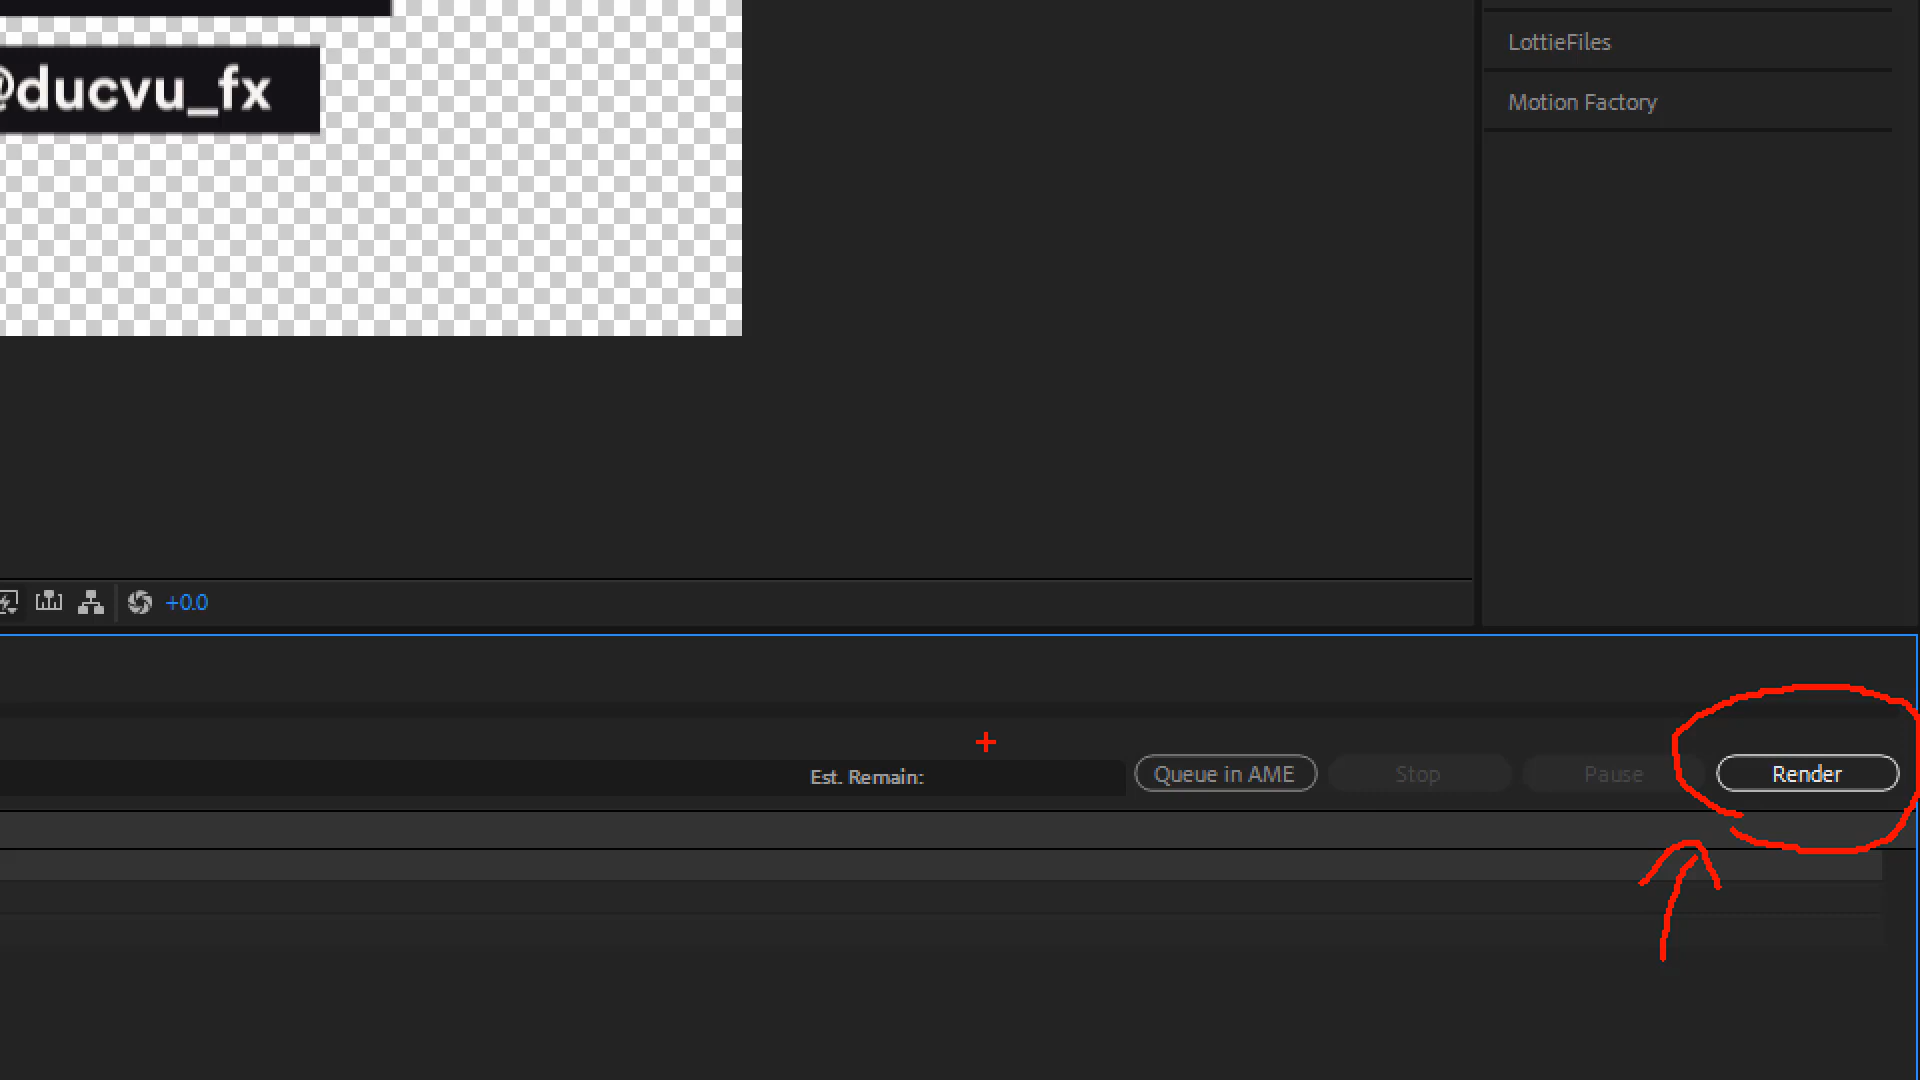 LottieFiles
@ducvu_fx
Motion Factory
+0.0
Est. Remain:
Queue in AME
Stop
Pause
Render